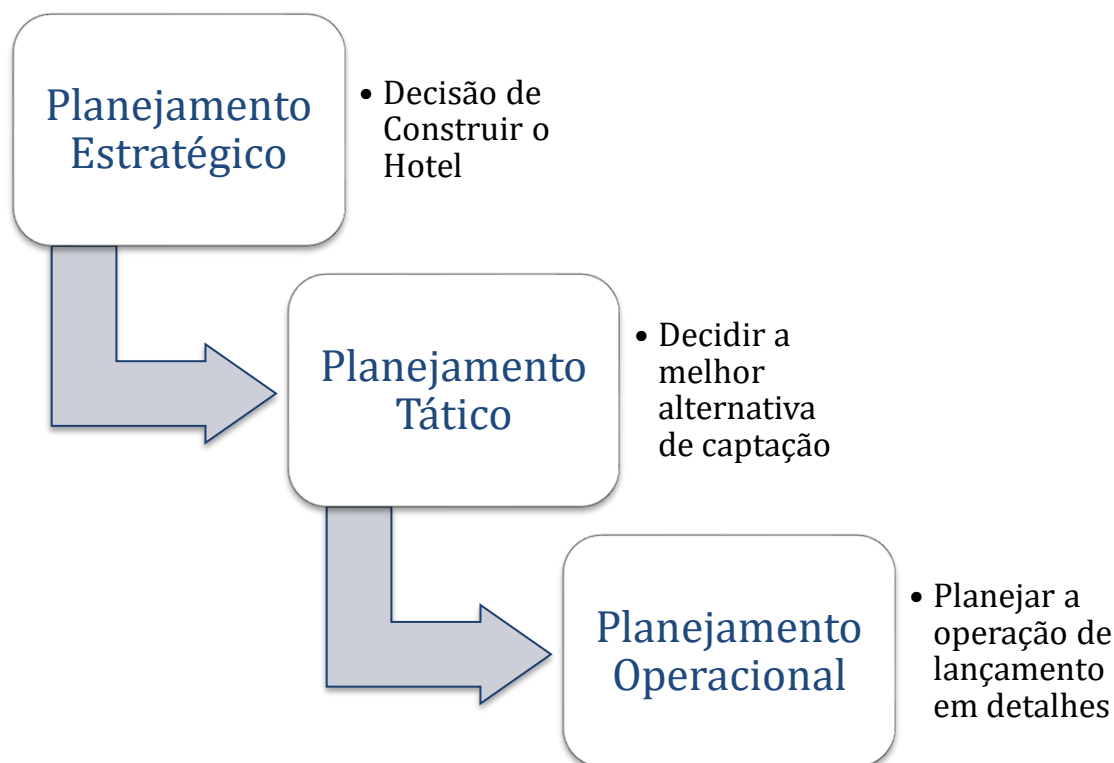 Planejamento
Estratégico
• Decisão de
Construir o
Hotel
Planejamento
Tático
• Decidir a
melhor
alternativa
de captação
Planejamento
Operacional
• Planejar a
operação de
lançamento
em detalhes